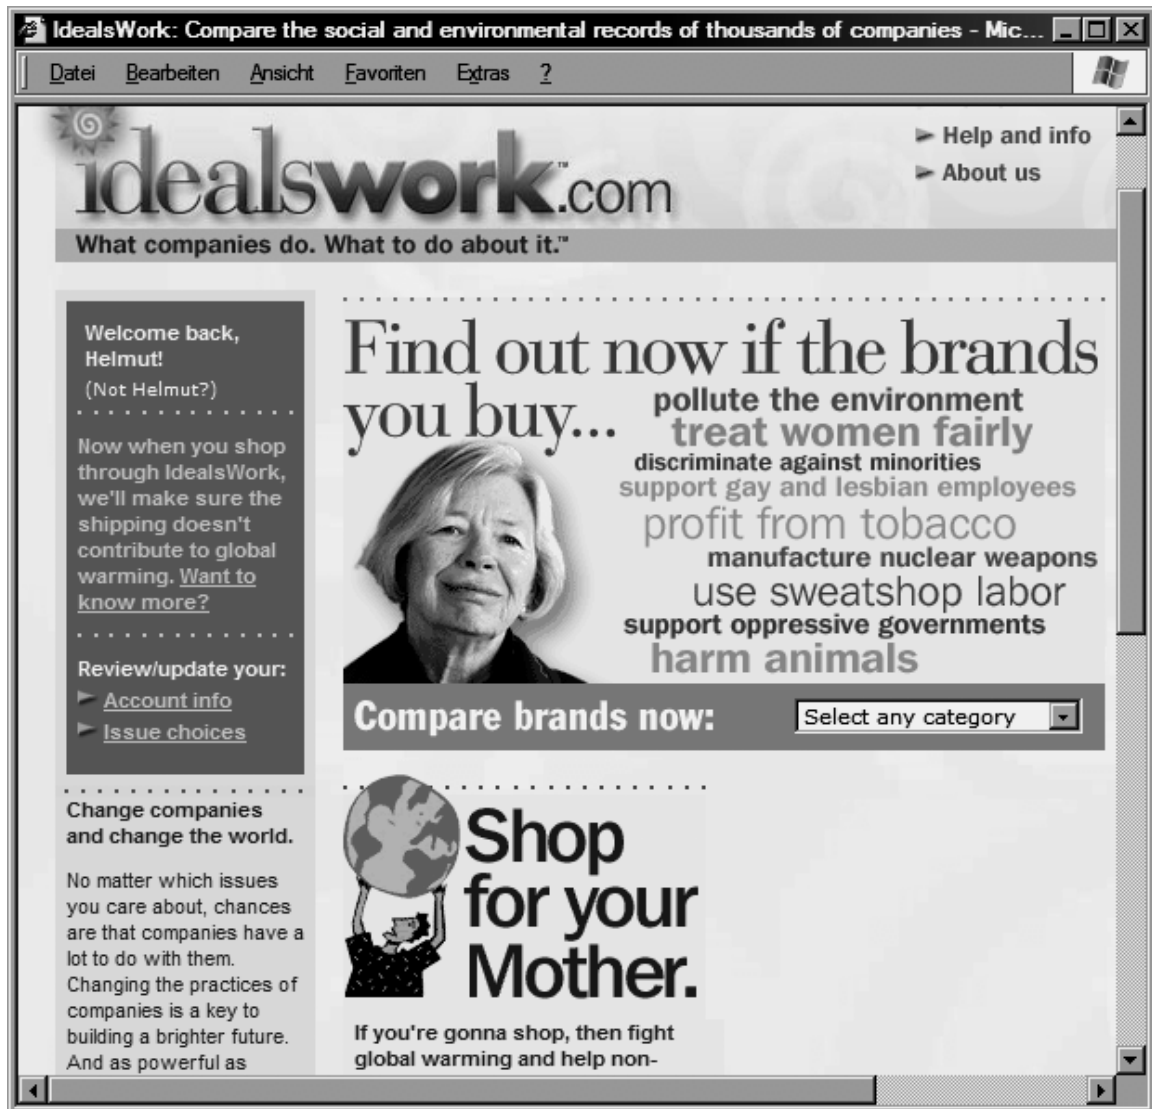 IdealsWork: Compare the social and environmental records of thousands of companies - Mic...
Datei Bearbeiten Ansicht Favoriten Extras ?
idealswork.™com
Help and info
About us
What companies do. What to do about it.™
Welcome back,
Helmut!
(Not Helmut?)
Now when you shop
through IdealsWork,
we'll make sure the
shipping doesn't
contribute to global
warming. Want to
know more?
Review/update your:
Account info
Issue choices
Change companies
and change the world.
No matter which issues
you care about, chances
are that companies have a
lot to do with them.
Changing the practices of
companies is a key to
building a brighter future.
And as powerful as
Find out now if the brands
you buy...
pollute the environment
treat women fairly
discriminate against minorities
support gay and lesbian employees
profit from tobacco
manufacture nuclear weapons
use sweatshop labor
support oppressive governments
harm animals
Compare brands now: Select any category
Shop
for your
Mother.
If you're gonna shop, then fight
global warming and help non-